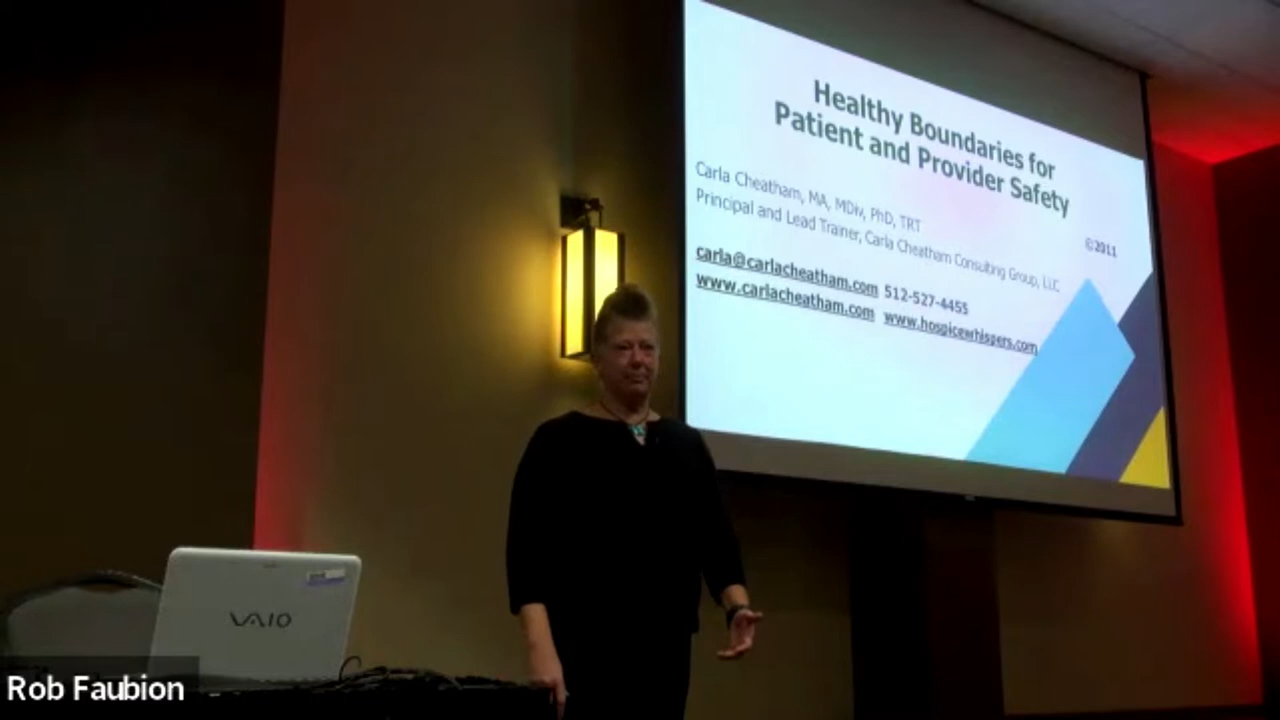 Healthy Boundaries for
Patient and Provider Safety
Carla Cheatham, MA, MDiv, PhD, TRT
Principal and Lead Trainer, Carla Cheatham Consulting Group, LLC
©2011
carla@carlacheatham.com 512-527-4455
www.carlacheatham.com www.hospicewhispers.com
VAIO
Rob Faubion